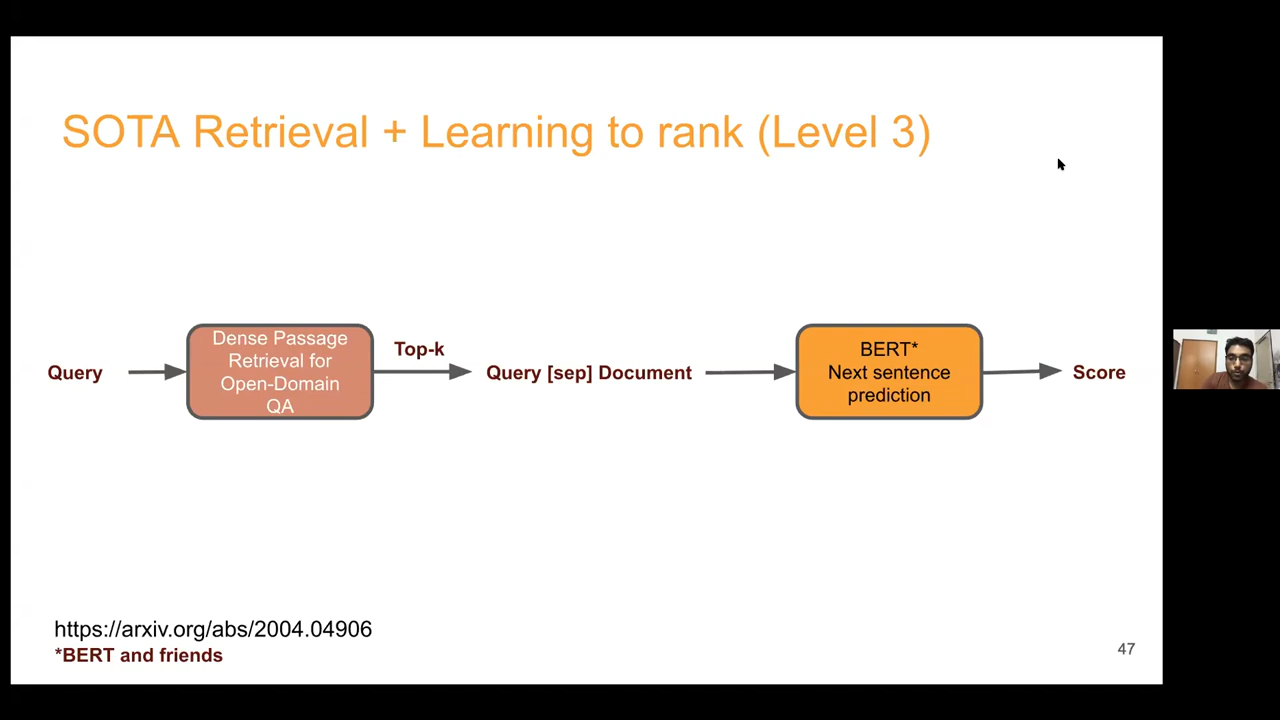 SOTA Retrieval + Learning to rank (Level 3)
Query
Dense Passage
Retrieval for
Open-Domain
QA
Top-k
Query [sep] Document
BERT*
Next sentence
prediction
Score
https://arxiv.org/abs/2004.04906
*BERT and friends
47